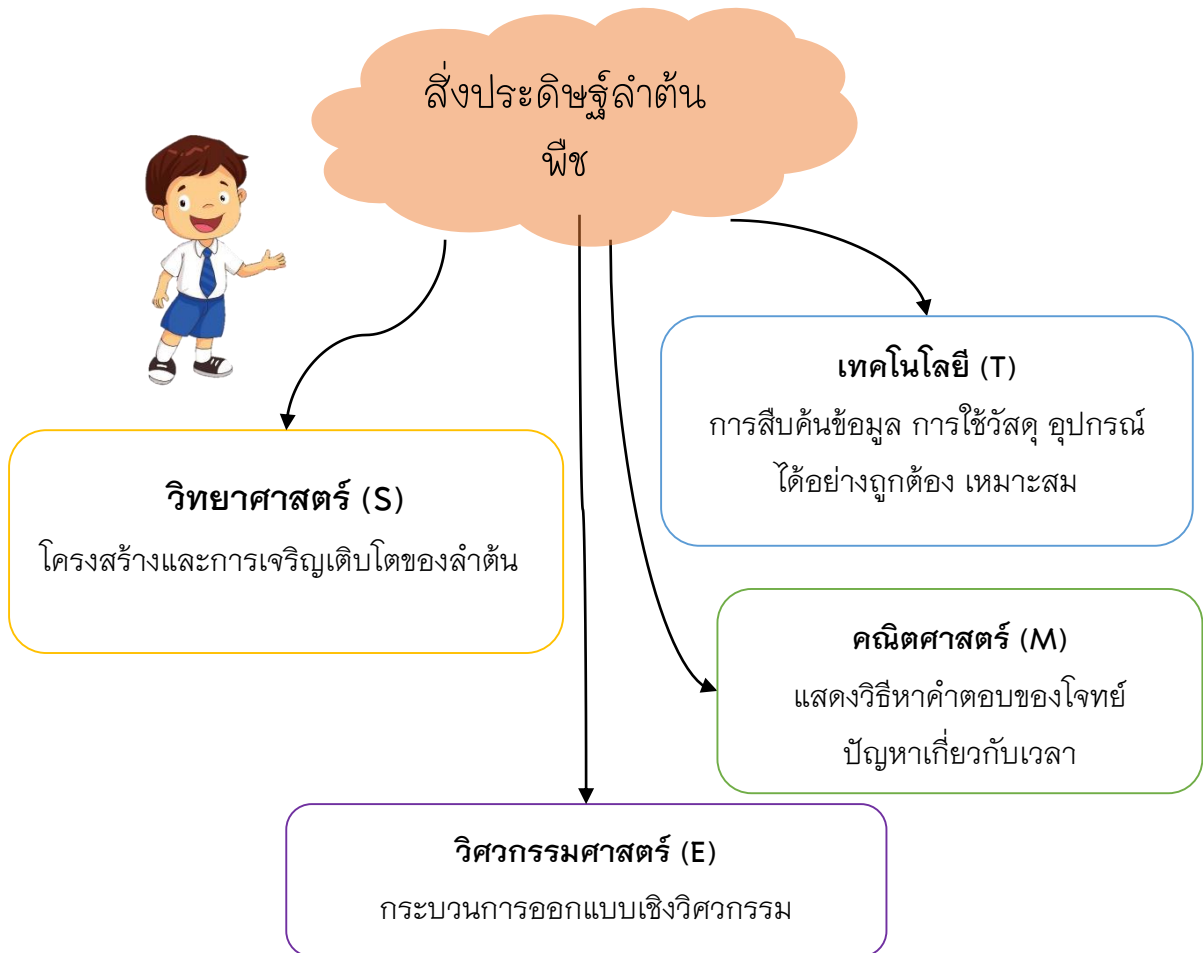 สิ่งประดิษฐ์ลำต้น
พืช
เทคโนโลยี (T)
การสืบค้นข้อมูล การใช้วัสดุ อุปกรณ์
ได้อย่างถูกต้อง เหมาะสม
วิทยาศาสตร์ (S)
โครงสร้างและการเจริญเติบโตของลำต้น
คณิตศาสตร์ (M)
แสดงวิธีหาคำตอบของโจทย์
ปัญหาเกี่ยวกับเวลา
วิศวกรรมศาสตร์ (E)
กระบวนการออกแบบเชิงวิศวกรรม